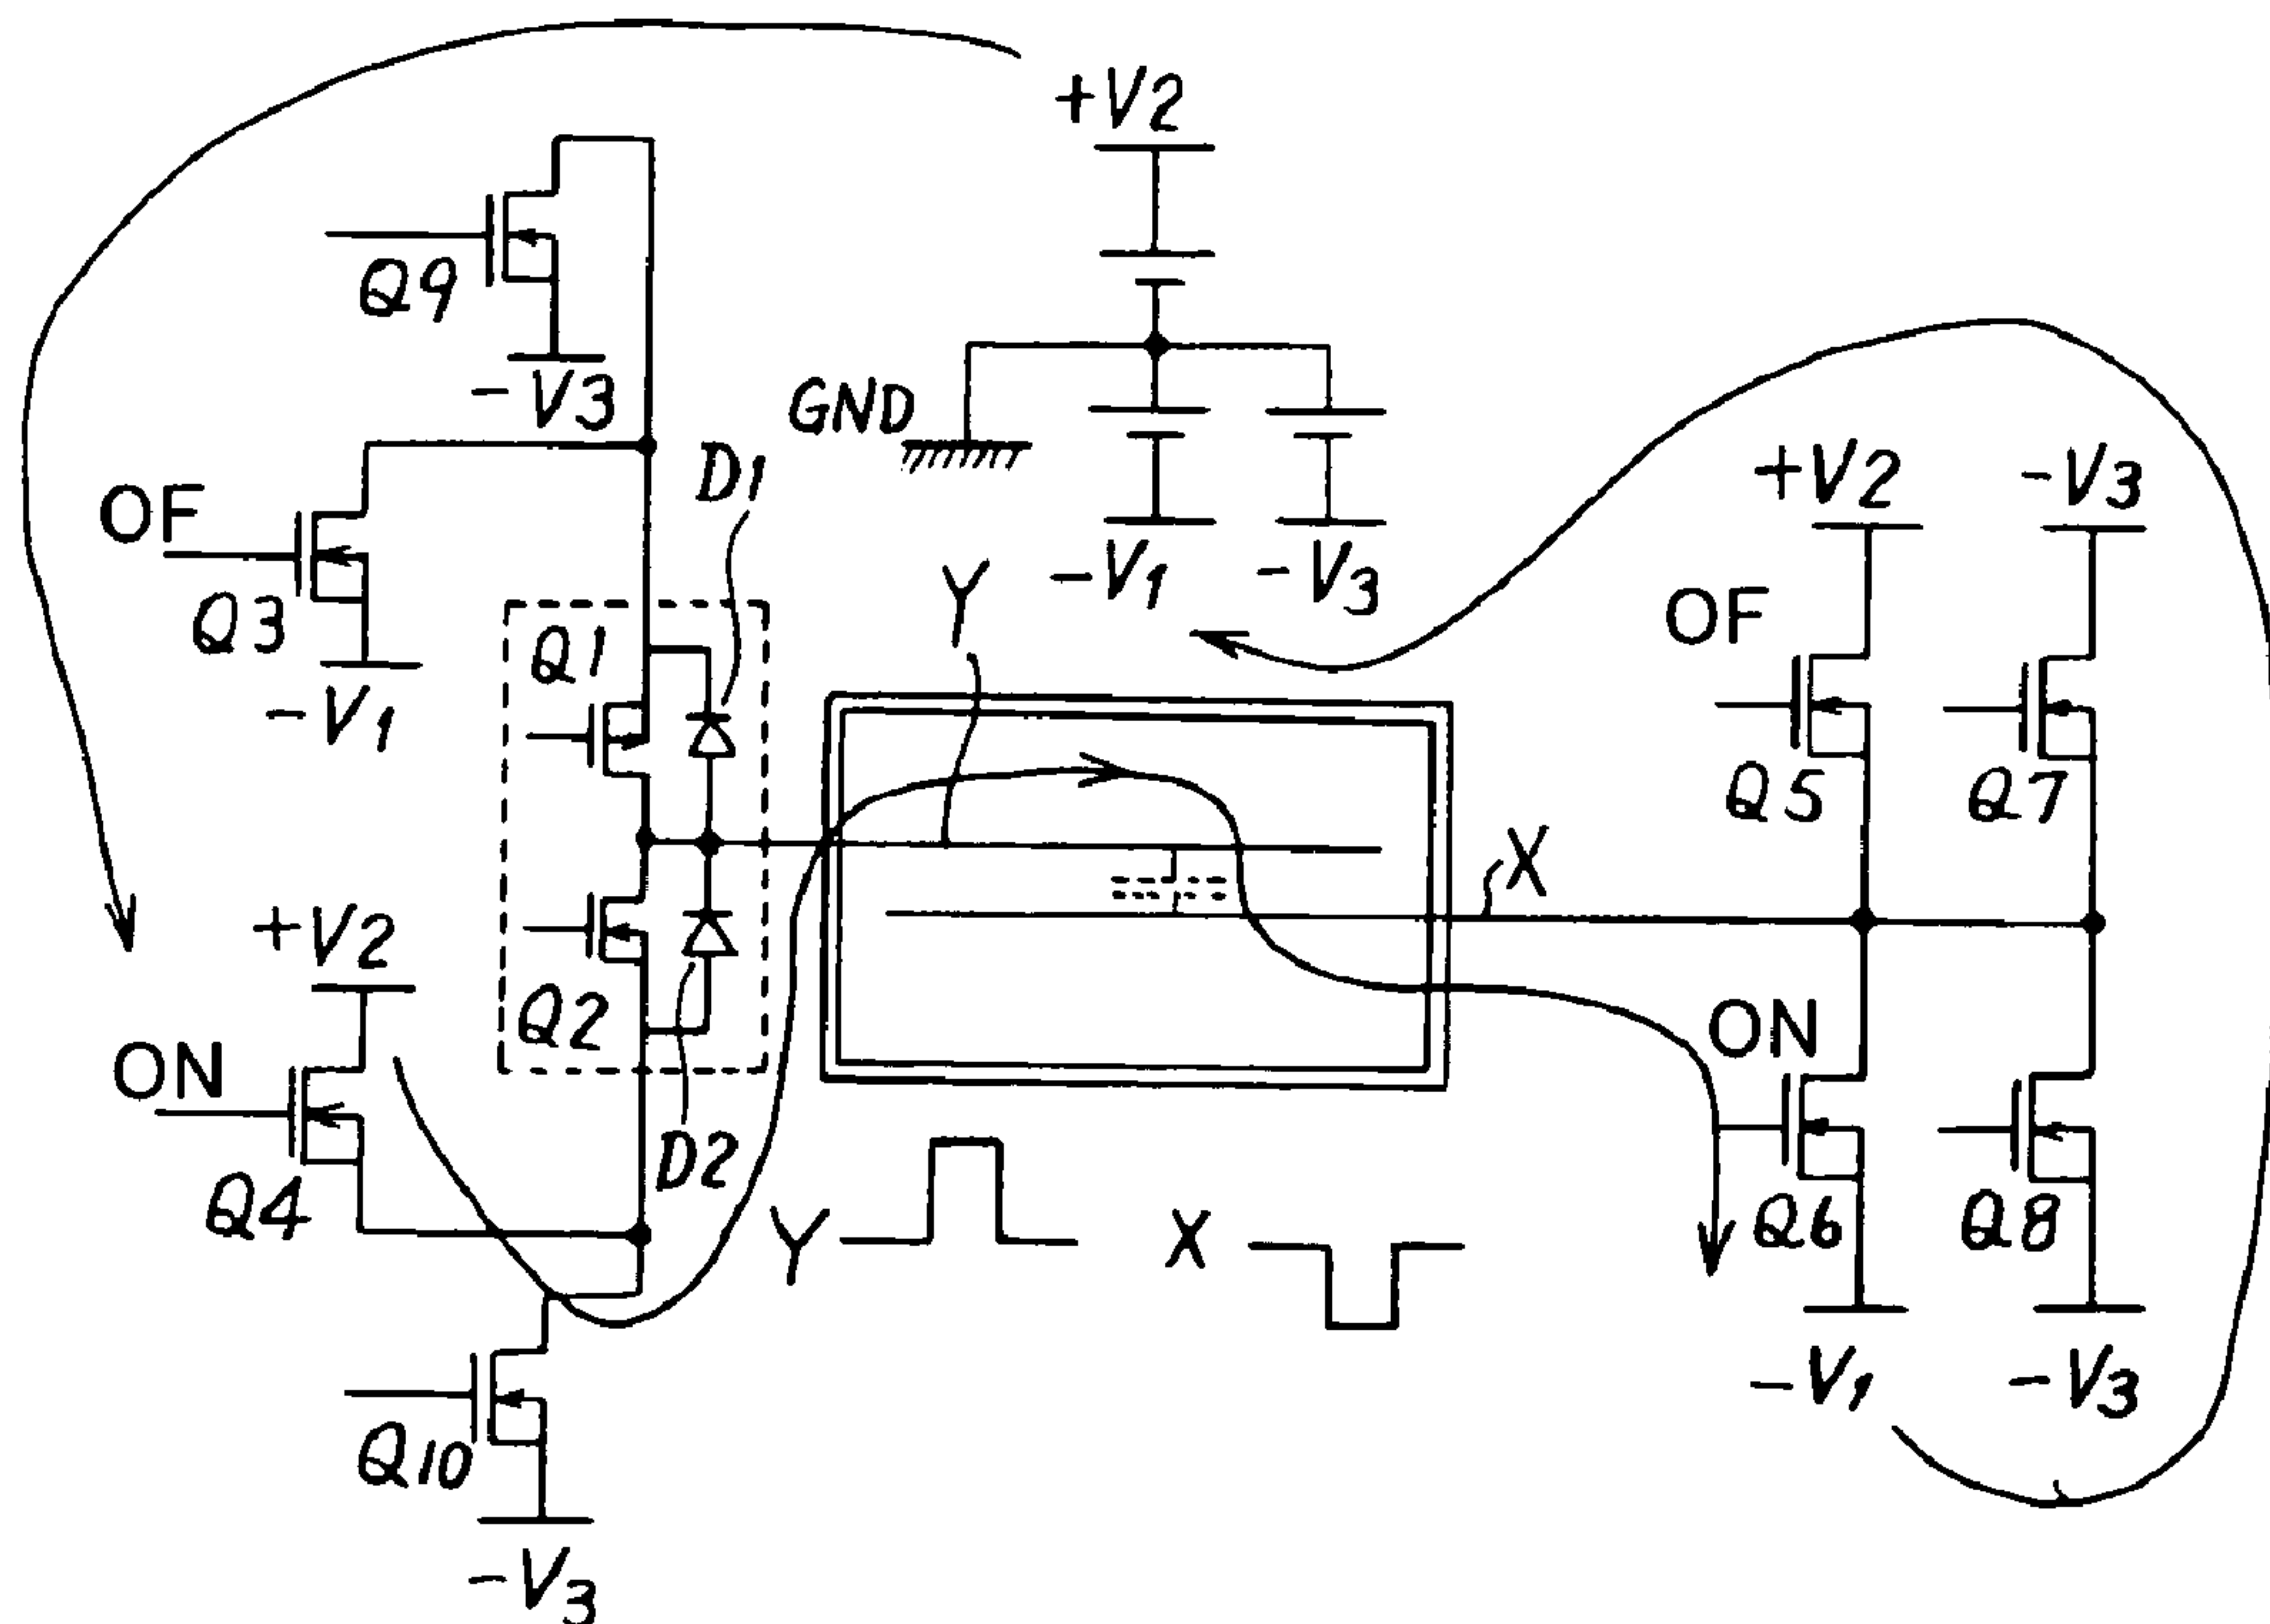 +V2
Q9
-V3
GND
D1
OF
Q3
-V1
-V1
-V3
Y
+V2
-V3
OF
Q1
Q5
Q7
X
+V2
Q2
ON
ON
Q4
D2
Y
X
Q6
Q8
-V1
-V3
Q10
-V3